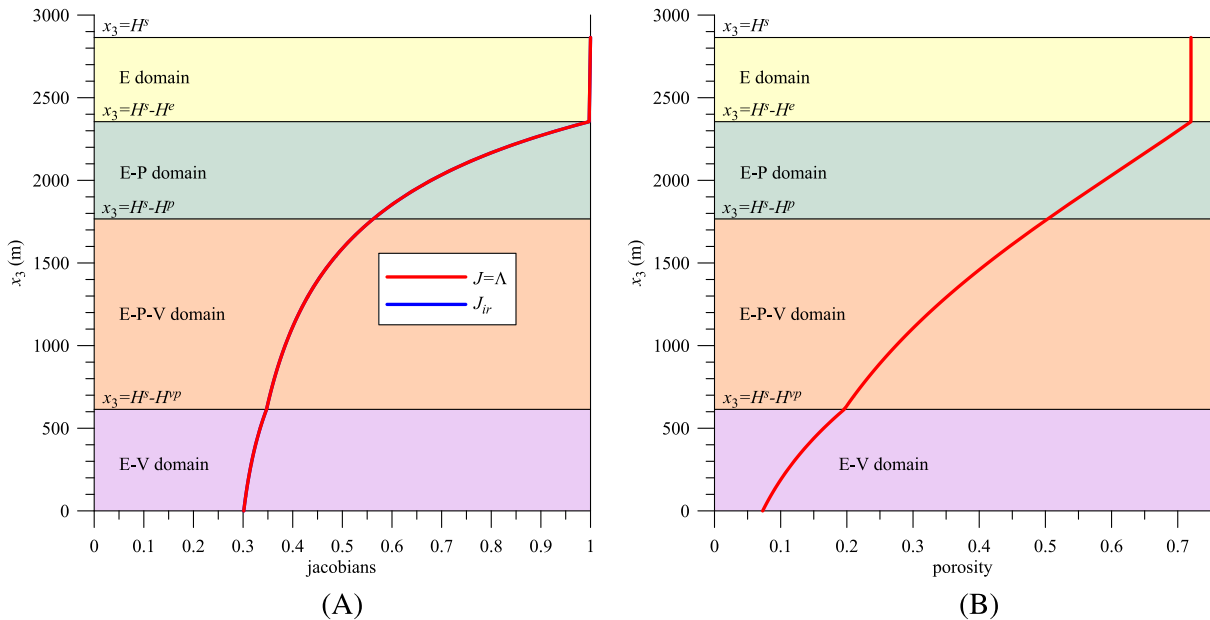 3000
2500
2000
1500
1000
500
0
x₃ (m)
x₃=Hˢ
E domain
x₃=Hˢ-Hᵉ
E-P domain
x₃=Hˢ-Hᵖ
E-P-V domain
x₃=Hˢ-Hᵛᵖ
E-V domain
J=Λ
Jᵢᵣ
0 0.1 0.2 0.3 0.4 0.5 0.6 0.7 0.8 0.9 1
jacobians
(A)
3000
2500
2000
1500
1000
500
0
x₃ (m)
x₃=Hˢ
E domain
x₃=Hˢ-Hᵉ
E-P domain
x₃=Hˢ-Hᵖ
E-P-V domain
x₃=Hˢ-Hᵛᵖ
E-V domain
0 0.1 0.2 0.3 0.4 0.5 0.6 0.7
porosity
(B)